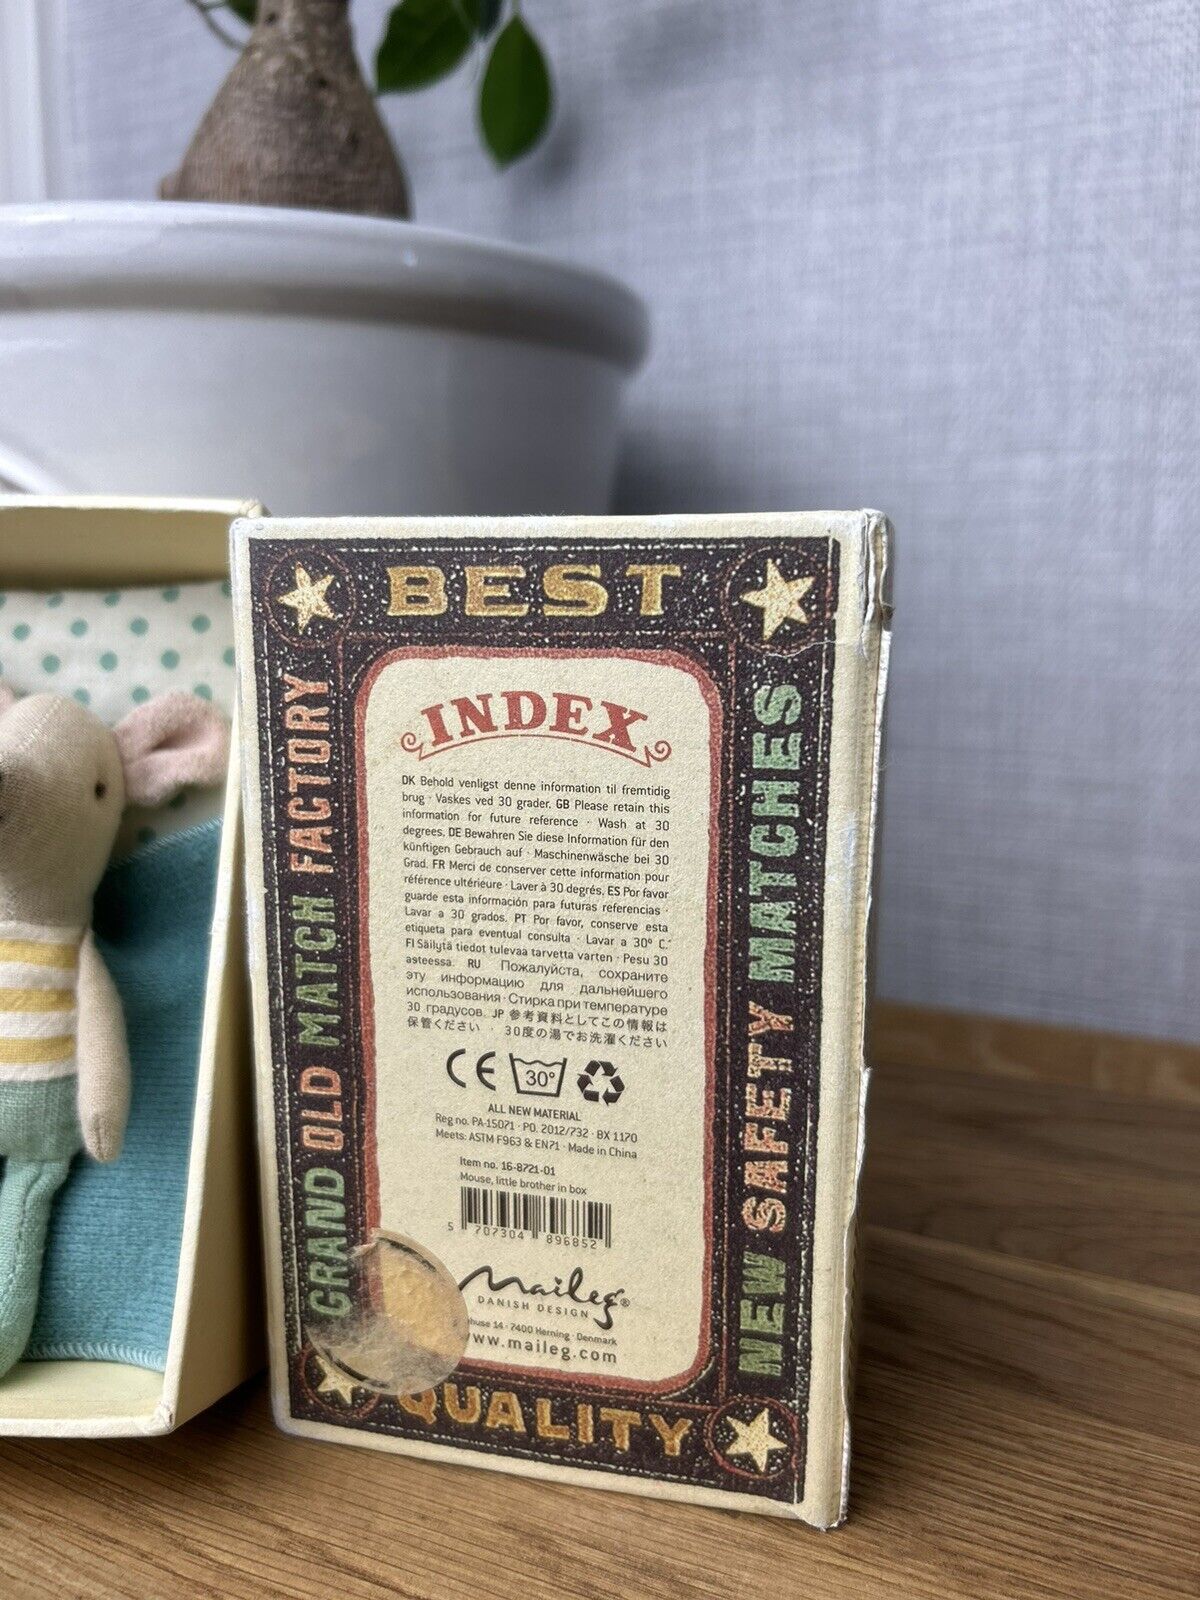 BEST
GRAND OLD MATCH FACTORY
NEW SAFETY MATCHES
INDEX
DK Behold venligst denne information til fremtidig
brug · Vaskes ved 30 grader. GB Please retain this
information for future reference · Wash at 30
degrees. DE Bewahren Sie diese Information für den
künftigen Gebrauch auf · Maschinenwäsche bei 30
Grad. FR Merci de conserver cette information pour
référence ultérieure · Laver à 30 degrés. ES Por favor
guarde esta información para futuras referencias ·
Lavar a 30 grados. PT Por favor, conserve esta
etiqueta para eventual consulta · Lavar a 30º C.
FI Säilytä tiedot tulevaa tarvetta varten · Pesu 30
asteessa. RU Пожалуйста, сохраните
эту информацию для дальнейшего
использования · Стирка при температуре
30 градусов. JP 参考資料としてこの情報は
保管ください · 30度の湯でお洗濯ください
CE 30°
ALL NEW MATERIAL
Reg no. PA-15071 · PO. 2012/732 · BX 1170
Meets: ASTM F963 & EN71 · Made in China
Item no. 16-8721-01
Mouse, little brother in box
5 707304 896852
Maileg®
DANISH DESIGN
14 · 7400 Herning · Denmark
www.maileg.com
QUALITY